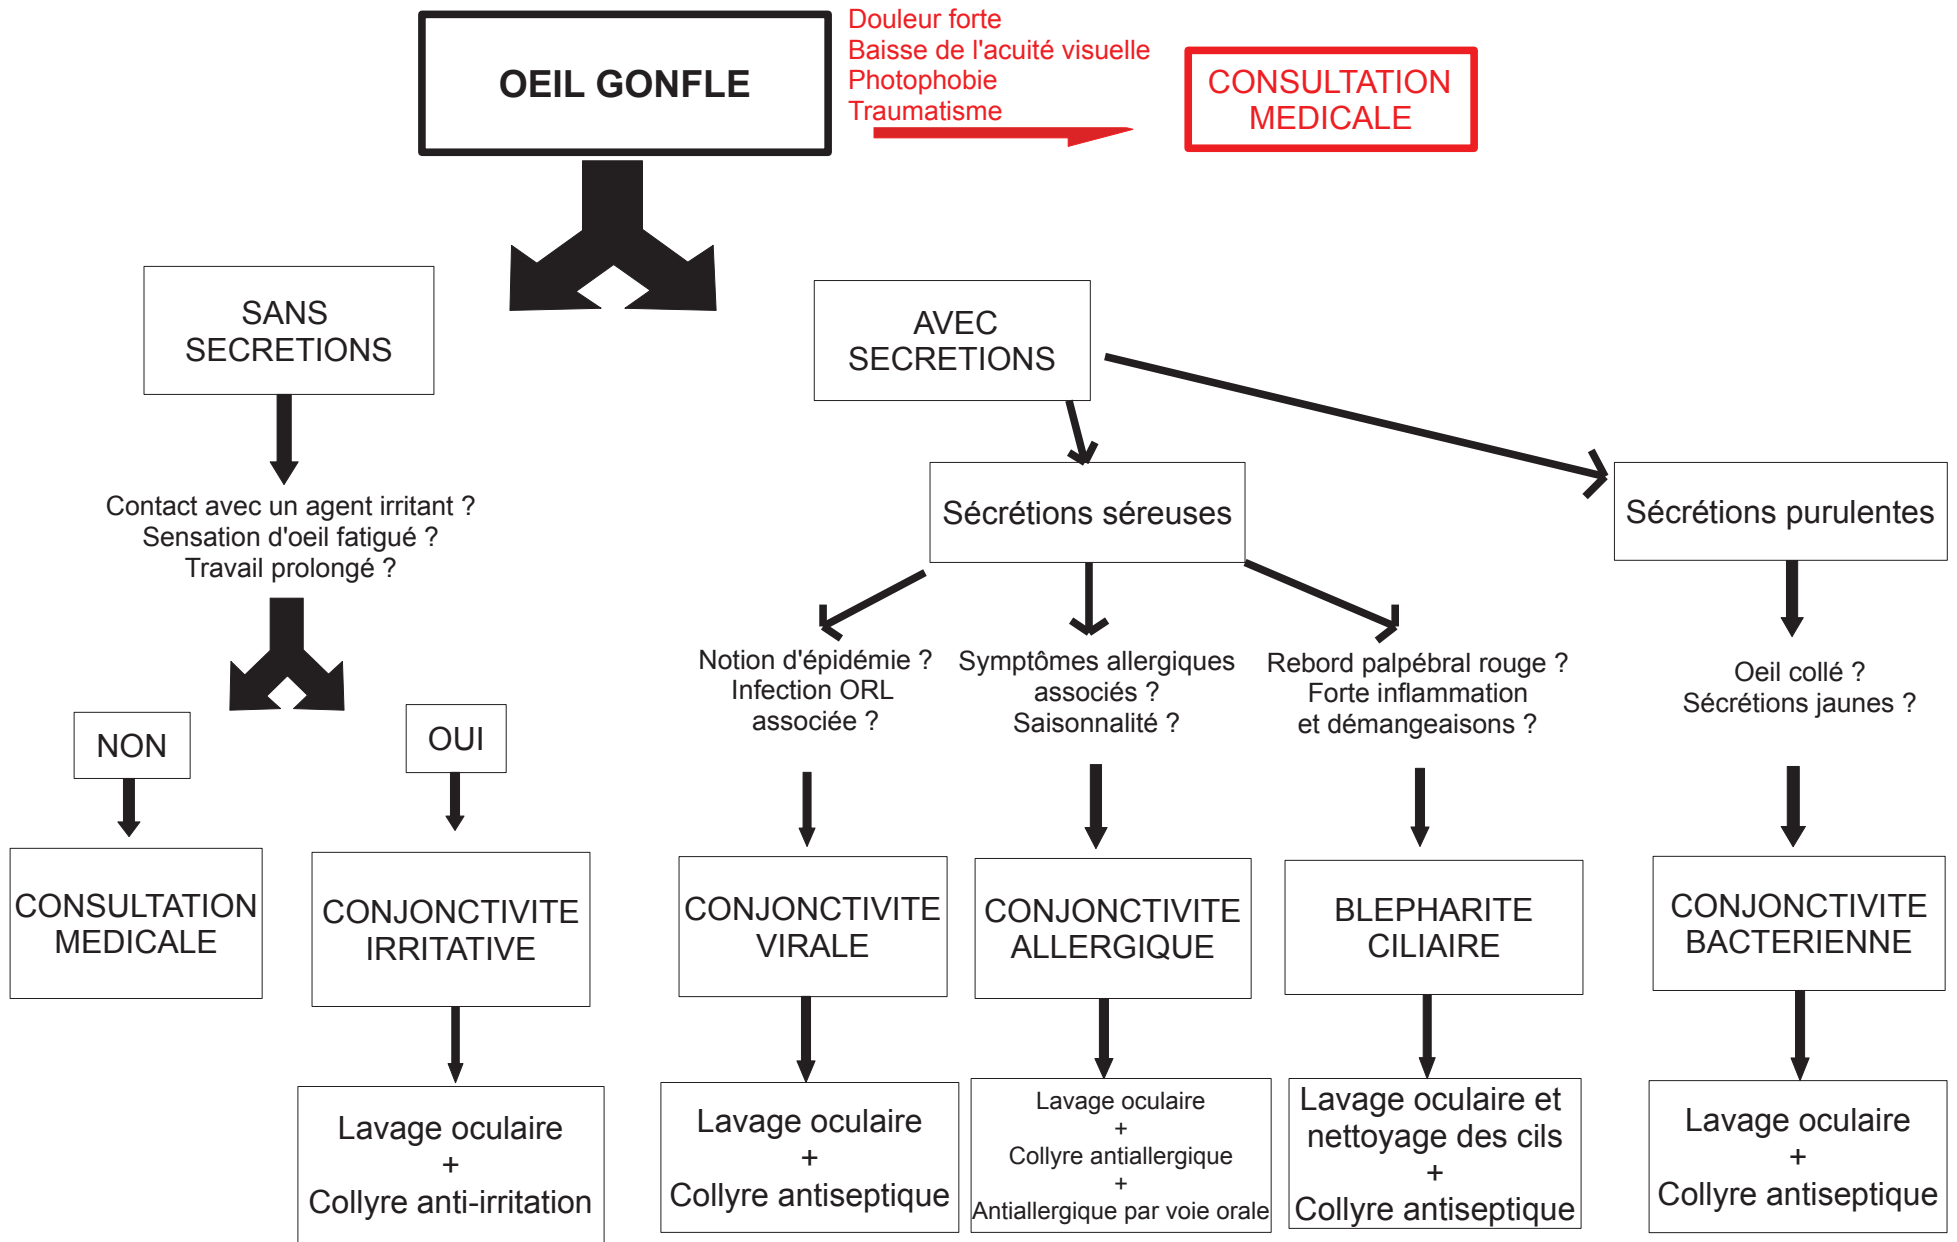 OEIL GONFLE
Douleur forte
Baisse de l'acuité visuelle
Photophobie
Traumatisme
CONSULTATION
MEDICALE
SANS
SECRETIONS
AVEC
SECRETIONS
Contact avec un agent irritant ?
Sensation d'oeil fatigué ?
Travail prolongé ?
Sécrétions séreuses
Sécrétions purulentes
Notion d'épidémie ?
Infection ORL
associée ?
Symptômes allergiques
associés ?
Saisonnalité ?
Rebord palpébral rouge ?
Forte inflammation
et démangeaisons ?
Oeil collé ?
Sécrétions jaunes ?
NON
OUI
CONSULTATION
MEDICALE
CONJONCTIVITE
IRRITATIVE
CONJONCTIVITE
VIRALE
CONJONCTIVITE
ALLERGIQUE
BLEPHARITE
CILIAIRE
CONJONCTIVITE
BACTERIENNE
Lavage oculaire
+
Collyre anti-irritation
Lavage oculaire
+
Collyre antiseptique
Lavage oculaire
+
Collyre antiallergique
+
Antiallergique par voie orale
Lavage oculaire et
nettoyage des cils
+
Collyre antiseptique
Lavage oculaire
+
Collyre antiseptique